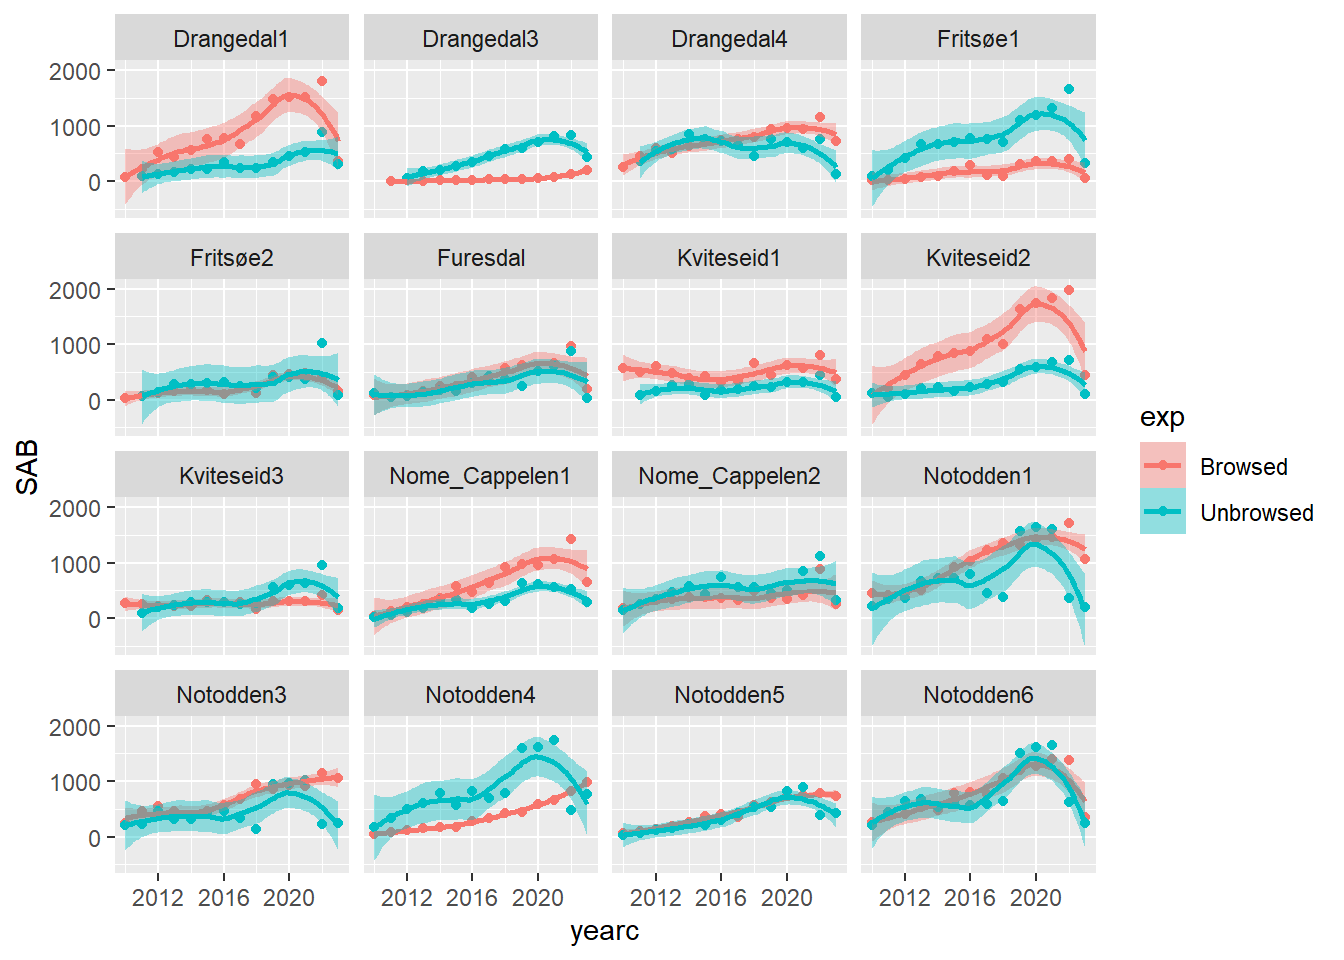 Drangedal1 Drangedal3 Drangedal4 Fritsøe1
2000
1000
0
Fritsøe2 Furesdal Kviteseid1 Kviteseid2
2000
1000
0
Kviteseid3 Nome_Cappelen1 Nome_Cappelen2 Notodden1
2000
1000
0
Notodden3 Notodden4 Notodden5 Notodden6
2000
1000
0
2012 2016 2020 2012 2016 2020 2012 2016 2020 2012 2016 2020
yearc
SAB
exp
Browsed
Unbrowsed